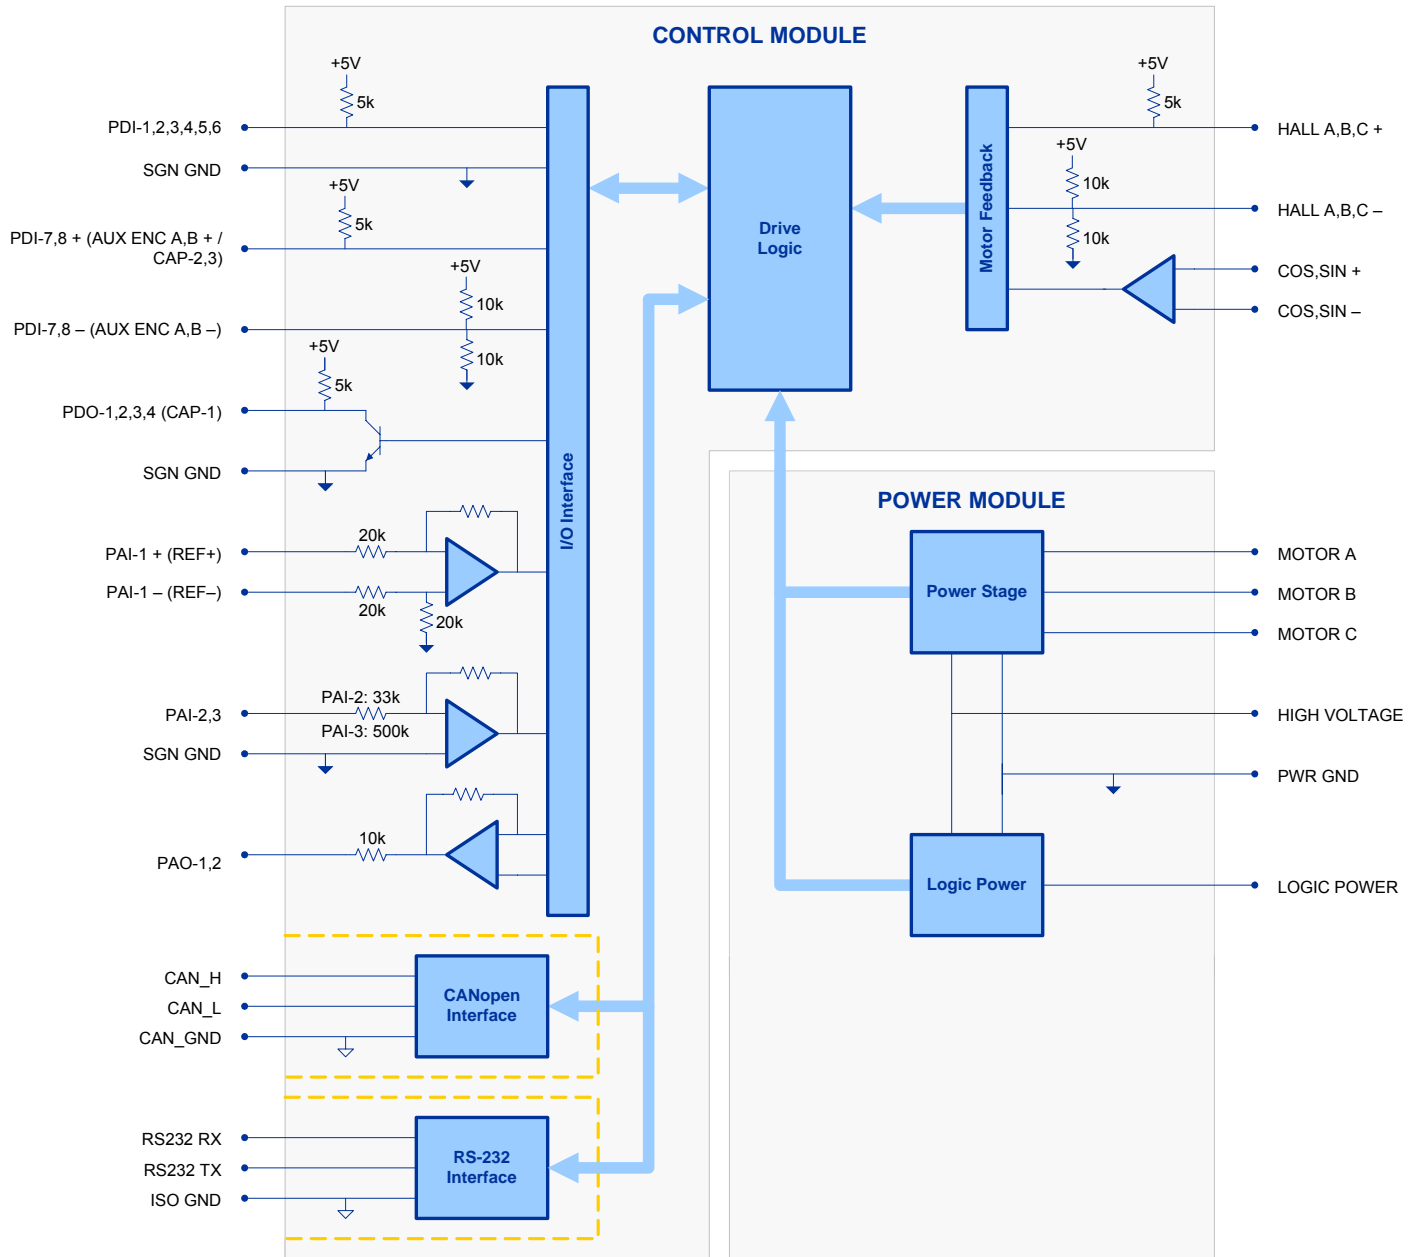 CONTROL MODULE
+5V
5k
PDI-1,2,3,4,5,6
SGN GND
+5V
5k
PDI-7,8 + (AUX ENC A,B + /
CAP-2,3)
10k
PDI-7,8 – (AUX ENC A,B –)
10k
+5V
5k
PDO-1,2,3,4 (CAP-1)
SGN GND
20k
PAI-1 + (REF+)
PAI-1 – (REF–)
20k
20k
PAI-2: 33k
PAI-2,3
PAI-3: 500k
SGN GND
10k
PAO-1,2
I/O Interface
CAN_H
CAN_L
CAN_GND
CANopen
Interface
RS232 RX
RS232 TX
ISO GND
RS-232
Interface
Drive
Logic
Motor Feedback
+5V
5k
HALL A,B,C +
+5V
10k
HALL A,B,C –
10k
COS,SIN +
COS,SIN –
POWER MODULE
Power Stage
MOTOR A
MOTOR B
MOTOR C
HIGH VOLTAGE
PWR GND
Logic Power
LOGIC POWER